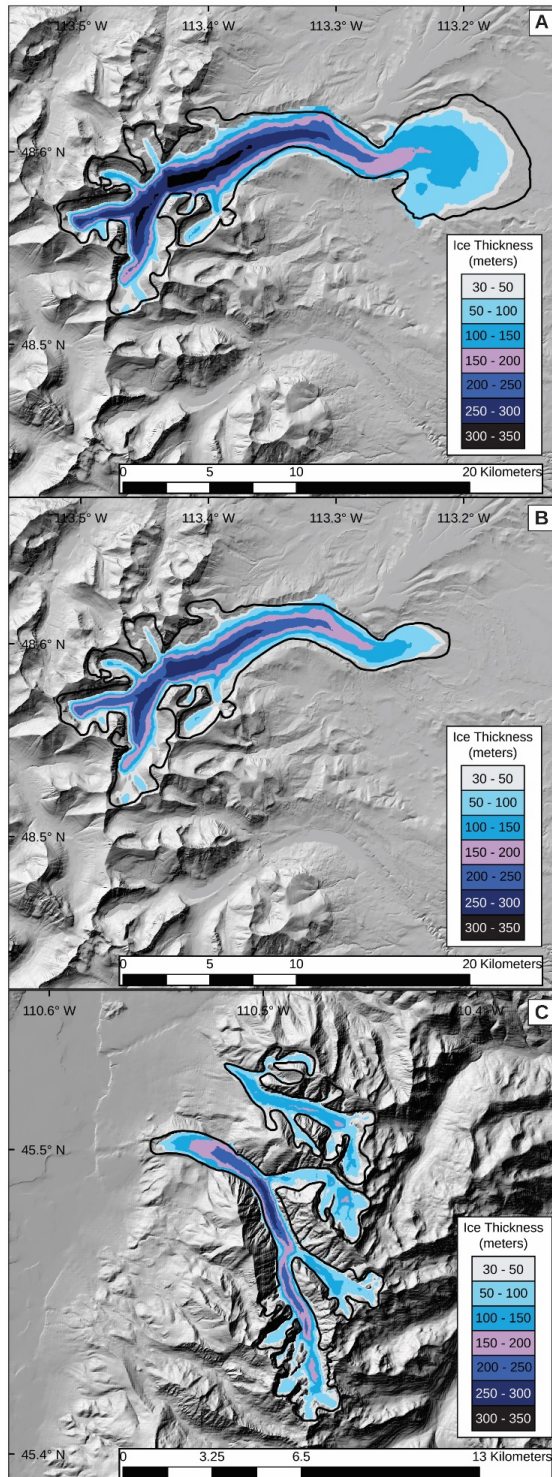 113.5° W 113.4° W 113.3° W 113.2° W A
48.6° N
Ice Thickness
(meters)
30 - 50
50 - 100
100 - 150
150 - 200
200 - 250
250 - 300
300 - 350
48.5° N
0 5 10 20 Kilometers
113.5° W 113.4° W 113.3° W 113.2° W B
48.6° N
Ice Thickness
(meters)
30 - 50
50 - 100
100 - 150
150 - 200
200 - 250
250 - 300
300 - 350
48.5° N
0 5 10 20 Kilometers
110.6° W 110.5° W 110.4° W C
45.5° N
Ice Thickness
(meters)
30 - 50
50 - 100
100 - 150
150 - 200
200 - 250
250 - 300
300 - 350
45.4° N
0 3.25 6.5 13 Kilometers